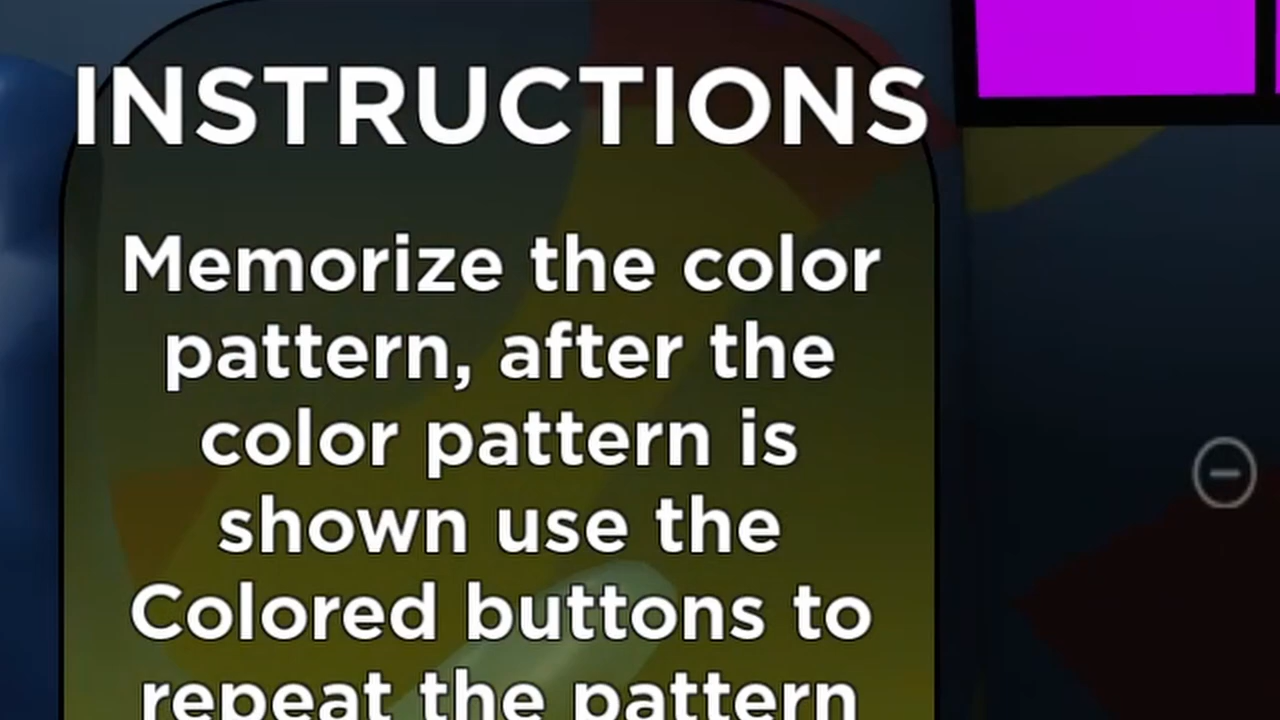 INSTRUCTIONS
Memorize the color
pattern, after the
color pattern is
shown use the
Colored buttons to
repeat the pattern